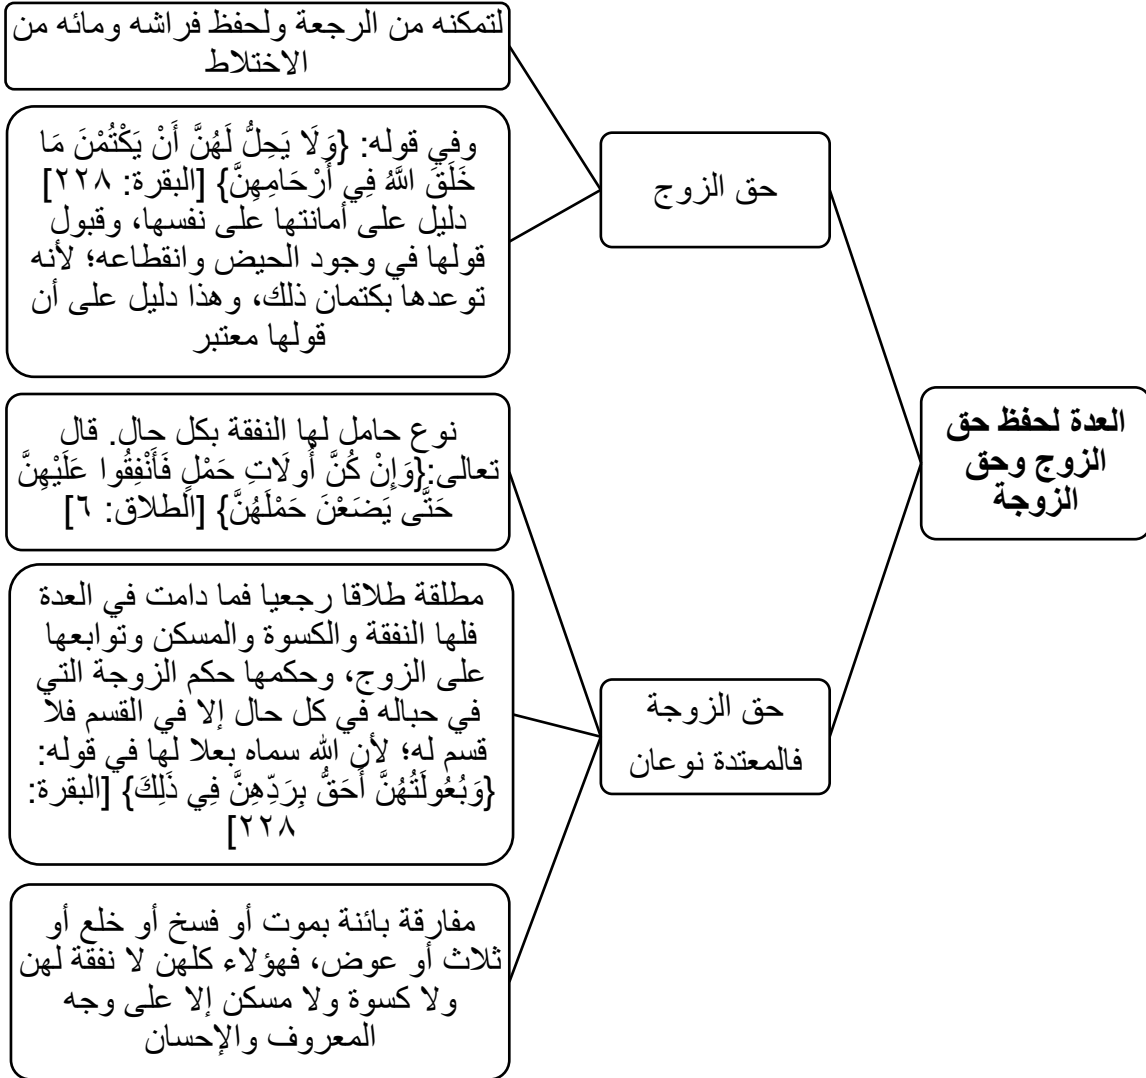 العدة لحفظ حق
الزوج وحق
الزوجة
حق الزوج
لتمكنه من الرجعة ولحفظ فراشه ومائه من
الاختلاط
وفي قوله: {وَلَا يَحِلُّ لَهُنَّ أَنْ يَكْتُمْنَ مَا
خَلَقَ اللَّهُ فِي أَرْحَامِهِنَّ} [البقرة: ٢٢٨]
دليل على أمانتها على نفسها، وقبول
قولها في وجود الحيض وانقطاعه؛ لأنه
توعدها بكتمان ذلك، وهذا دليل على أن
قولها معتبر
حق الزوجة
فالمعتدة نوعان
نوع حامل لها النفقة بكل حال. قال
تعالى:{وَإِنْ كُنَّ أُولَاتِ حَمْلٍ فَأَنْفِقُوا عَلَيْهِنَّ
حَتَّى يَضَعْنَ حَمْلَهُنَّ} [الطلاق: ٦]
مطلقة طلاقا رجعيا فما دامت في العدة
فلها النفقة والكسوة والمسكن وتوابعها
على الزوج، وحكمها حكم الزوجة التي
في حباله في كل حال إلا في القسم فلا
قسم له؛ لأن الله سماه بعلا لها في قوله:
{وَبُعُولَتُهُنَّ أَحَقُّ بِرَدِّهِنَّ فِي ذَلِكَ} [البقرة:
٢٢٨]
مفارقة بائنة بموت أو فسخ أو خلع أو
ثلاث أو عوض، فهؤلاء كلهن لا نفقة لهن
ولا كسوة ولا مسكن إلا على وجه
المعروف والإحسان